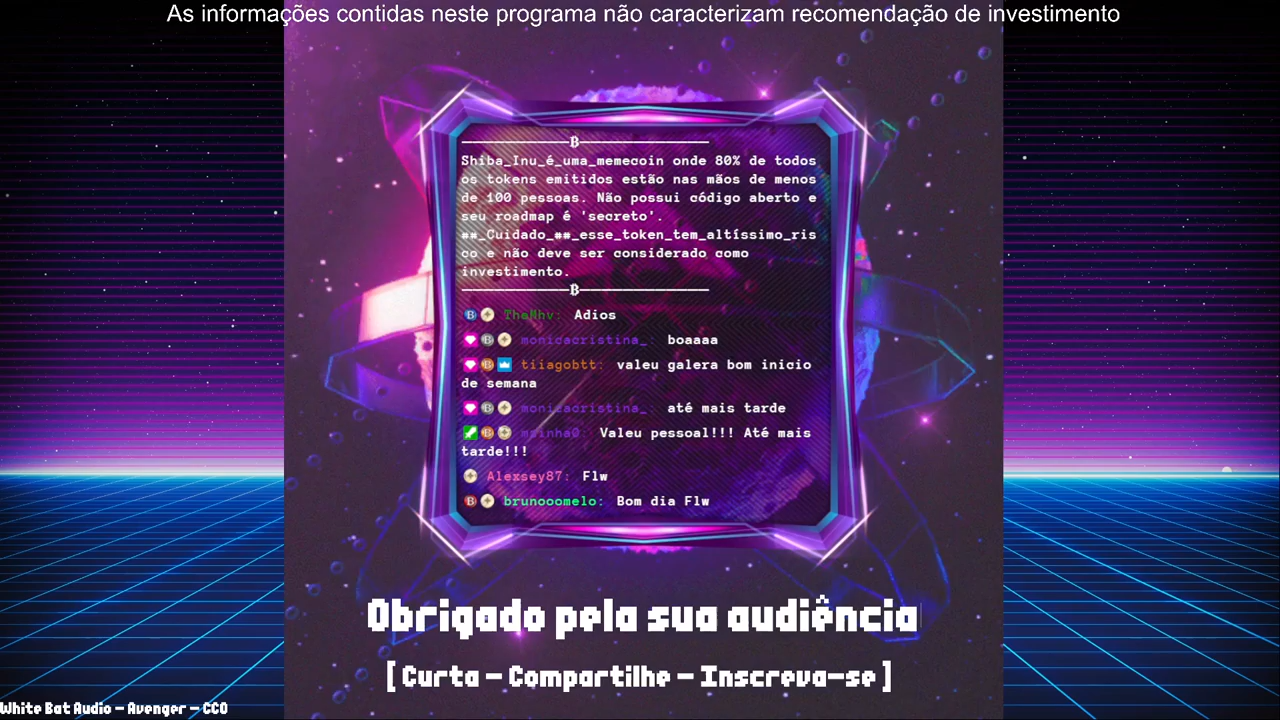 As informações contidas neste programa não caracterizam recomendação de investimento
——————————————Ƀ—————————————————
Shiba_Inu_é_uma_memecoin onde 80% de todos
os tokens emitidos estão nas mãos de menos
de 100 pessoas. Não possui código aberto e
seu roadmap é 'secreto'.
##_Cuidado_##_esse_token_tem_altíssimo_ris
co e não deve ser considerado como
investimento.
——————————————Ƀ—————————————————
TheMhv: Adios
monicacristina_: boaaaa
tiiagobtt: valeu galera bom inicio
de semana
monicacristina_: até mais tarde
Valeu pessoal!!! Até mais
tarde!!!
Alexsey87: Flw
brunooomelo: Bom dia Flw
Obrigado pela sua audiência
[ Curta - Compartilhe - Inscreva-se ]
White Bat Audio - Avenger - CC0